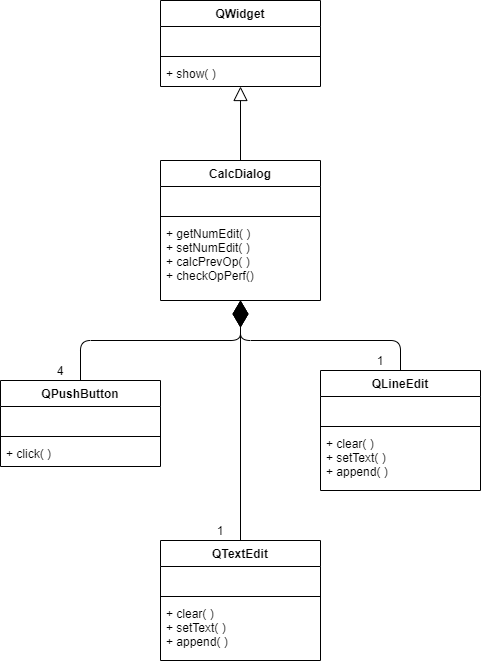 QWidget
+ show( )
CalcDialog
+ getNumEdit( )
+ setNumEdit( )
+ calcPrevOp( )
+ checkOpPerf()
4
1
QPushButton
+ click( )
QLineEdit
+ clear( )
+ setText( )
+ append( )
1
QTextEdit
+ clear( )
+ setText( )
+ append( )